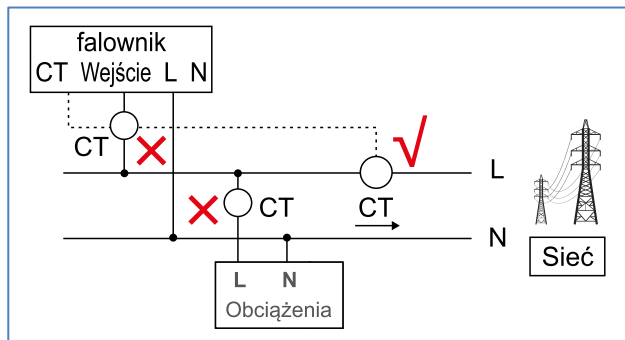 falownik
CT Wejście L N
CT
L
CT
CT
N
Sieć
L N
Obciążenia